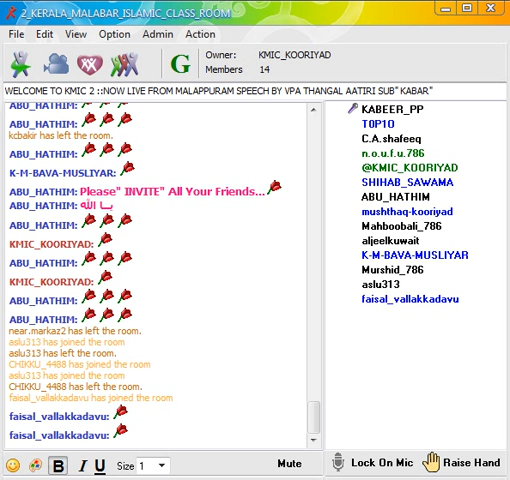 2_KERALA_MALABAR_ISLAMIC_CLASS_ROOM
File Edit View Option Admin Action
G
Owner: KMIC_KOORIYAD
Members 14
WELCOME TO KMIC 2 ::NOW LIVE FROM MALAPPURAM SPEECH BY VPA THANGAL AATIRI SUB" KABAR"
ABU_HATHIM:
ABU_HATHIM:
kcbakir has left the room.
ABU_HATHIM:
K-M-BAVA-MUSLIYAR:
ABU_HATHIM: Please" INVITE" All Your Friends...
ABU_HATHIM: يا الله
ABU_HATHIM:
KMIC_KOORIYAD:
ABU_HATHIM:
KMIC_KOORIYAD:
ABU_HATHIM:
ABU_HATHIM:
near.markaz2 has left the room.
aslu313 has joined the room
aslu313 has left the room.
CHIKKU_4488 has joined the room
aslu313 has joined the room
CHIKKU_4488 has left the room.
faisal_vallakkadavu has joined the room
faisal_vallakkadavu:
faisal_vallakkadavu:
KABEER_PP
T0P1O
C.A.shafeeq
n.o.u.f.u.786
@KMIC_KOORIYAD
SHIHAB_SAWAMA
ABU_HATHIM
mushthaq-kooriyad
Mahboobali_786
aljeelkuwait
K-M-BAVA-MUSLIYAR
Murshid_786
aslu313
faisal_vallakkadavu
B I U Size 1 Mute
Lock On Mic Raise Hand